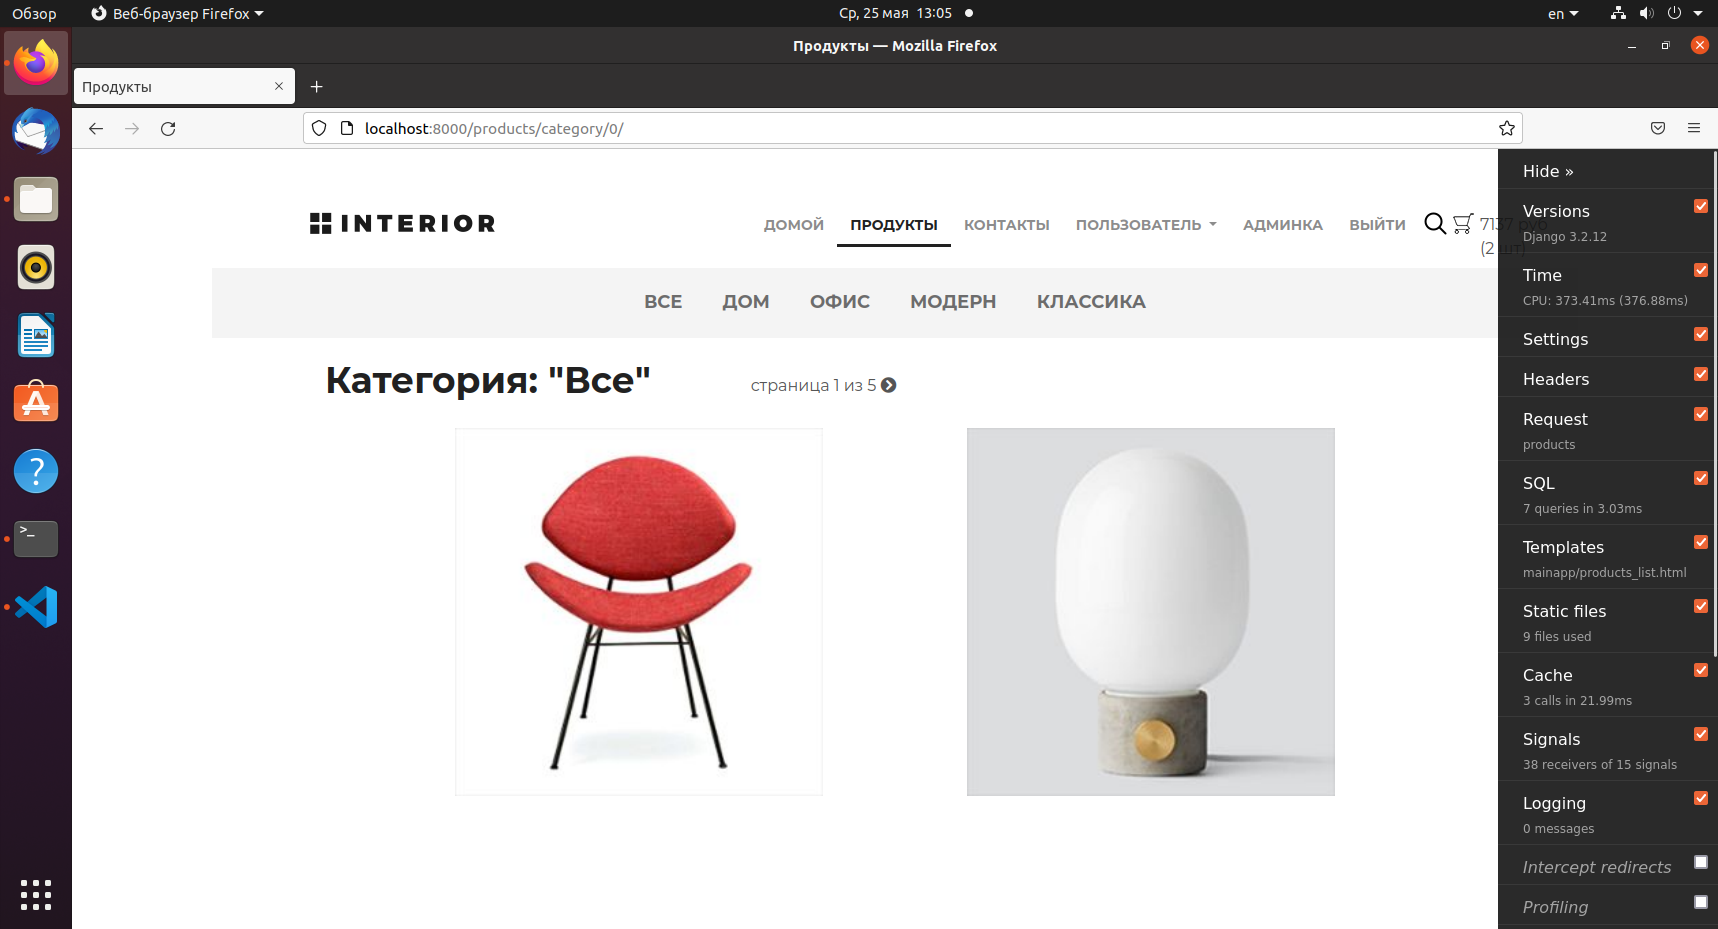 Обзор
Веб-браузер Firefox
Ср, 25 мая 13:05
en
Продукты — Mozilla Firefox
Продукты
localhost:8000/products/category/0/
INTERIOR
ДОМОЙ
ПРОДУКТЫ
КОНТАКТЫ
ПОЛЬЗОВАТЕЛЬ
АДМИНКА
ВЫЙТИ
7137 руб
(2 шт)
ВСЕ
ДОМ
ОФИС
МОДЕРН
КЛАССИКА
Категория: "Все"
страница 1 из 5
Hide »
Versions
Django 3.2.12
Time
CPU: 373.41ms (376.88ms)
Settings
Headers
Request
products
SQL
7 queries in 3.03ms
Templates
mainapp/products_list.html
Static files
9 files used
Cache
3 calls in 21.99ms
Signals
38 receivers of 15 signals
Logging
0 messages
Intercept redirects
Profiling